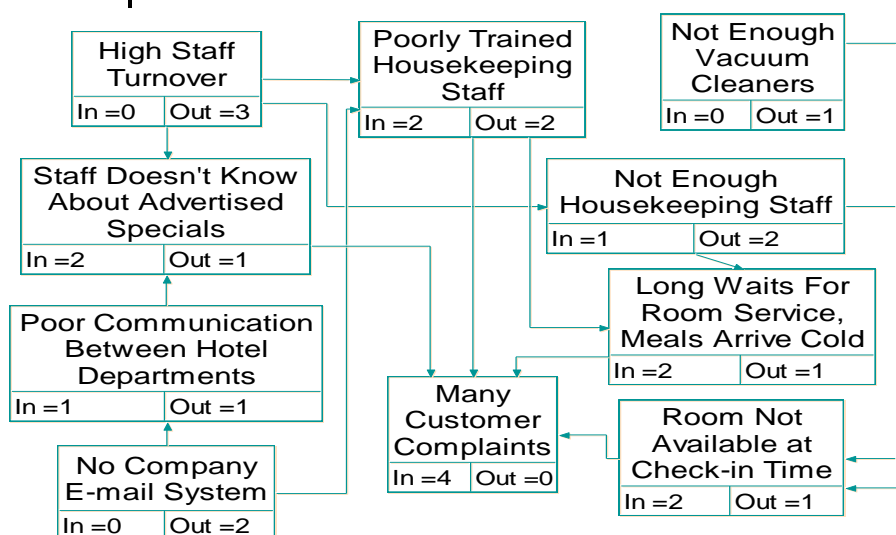 High Staff
Turnover
In =0 Out =3
Poorly Trained
Housekeeping
Staff
In =2 Out =2
Not Enough
Vacuum
Cleaners
In =0 Out =1
Staff Doesn't Know
About Advertised
Specials
In =2 Out =1
Not Enough
Housekeeping Staff
In =1 Out =2
Long Waits For
Room Service,
Meals Arrive Cold
In =2 Out =1
Poor Communication
Between Hotel
Departments
In =1 Out =1
Many
Customer
Complaints
In =4 Out =0
Room Not
Available at
Check-in Time
In =2 Out =1
No Company
E-mail System
In =0 Out =2